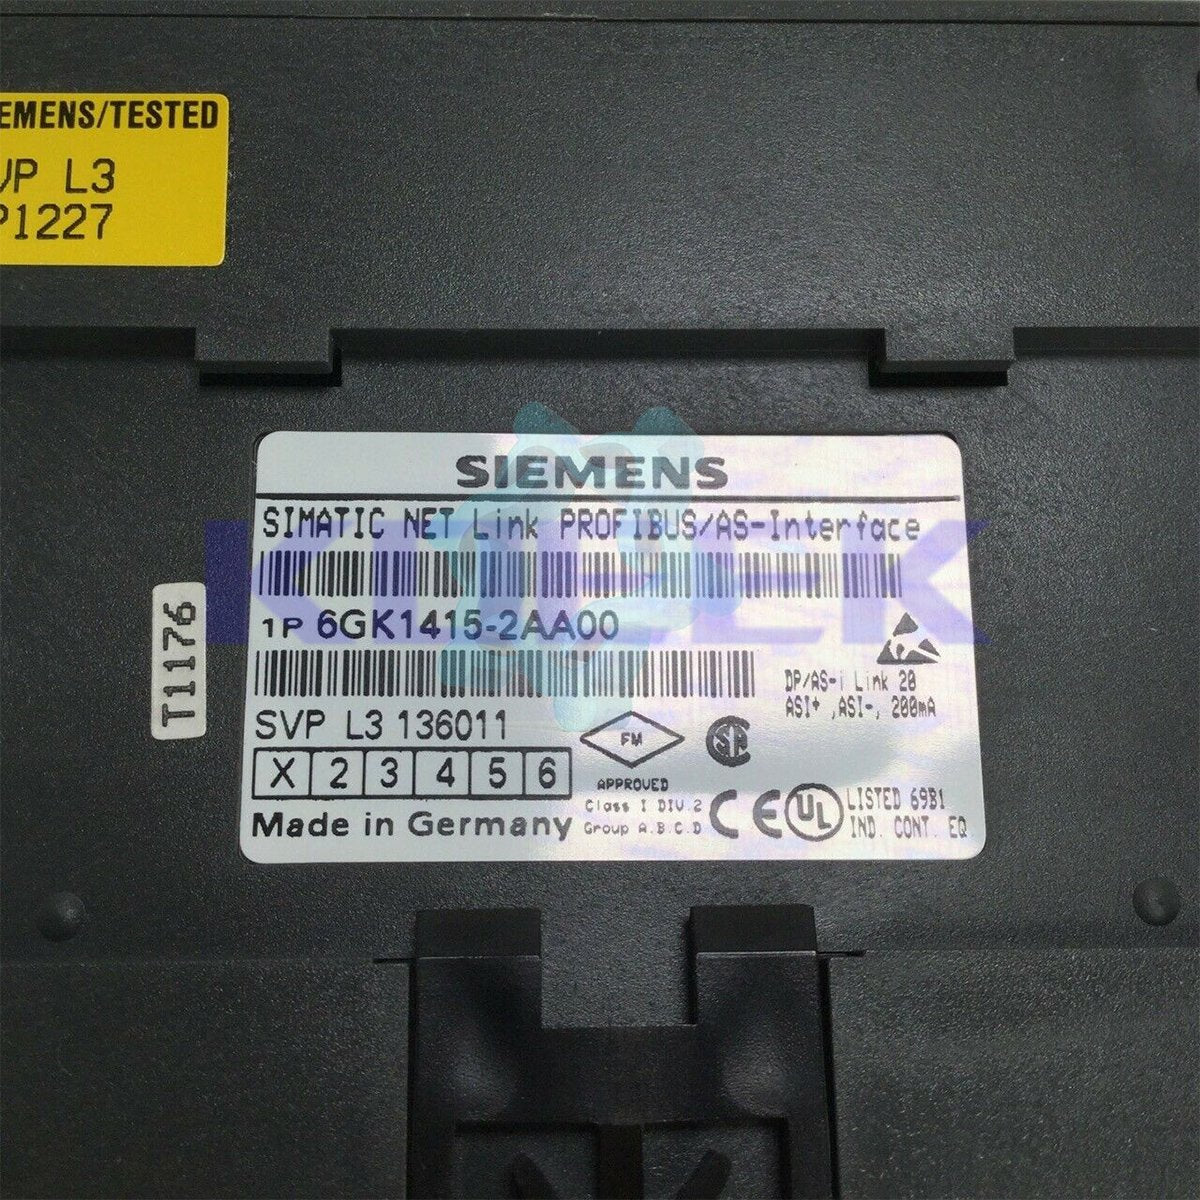 EMENS/TESTED
VP L3
P1227
SIEMENS
SIMATIC NET Link PROFIBUS/AS-Interface
1P 6GK1415-2AA00
DP/AS-i Link 20
ASI+ ,ASI-, 200mA
SVP L3 136011
FM
APPROVED
Class I DIV.2
Group A.B.C.D
X 2 3 4 5 6
Made in Germany
CE
UL
LISTED 69B1
IND. CONT. EQ
T1176